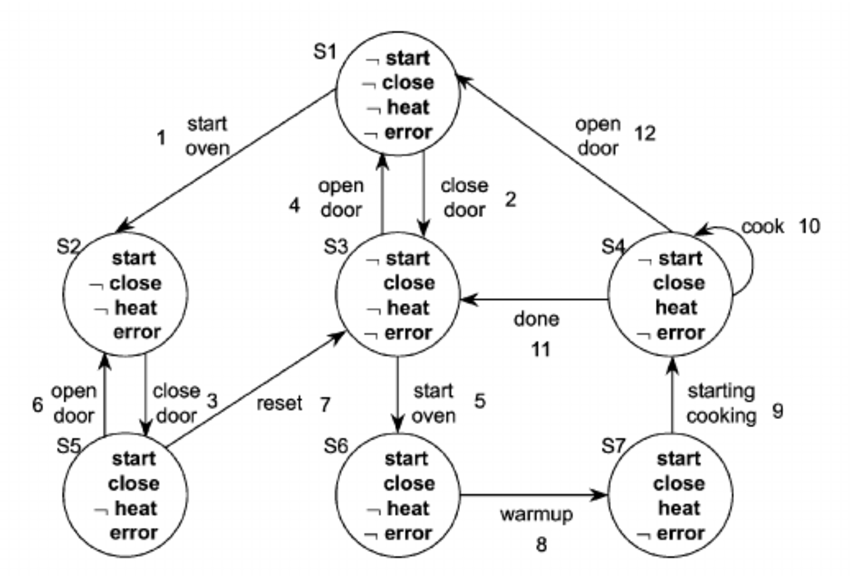 S1
¬ start
¬ close
¬ heat
¬ error
1 start
oven
open
door 12
4 open
door
close
door 2
S2
start
¬ close
¬ heat
error
S3
¬ start
close
¬ heat
¬ error
S4
¬ start
close
heat
¬ error
cook 10
done
11
6 open
door
close
door 3
reset 7
start
oven 5
starting
cooking 9
S5
start
close
¬ heat
error
S6
start
close
¬ heat
¬ error
warmup
8
S7
start
close
heat
¬ error